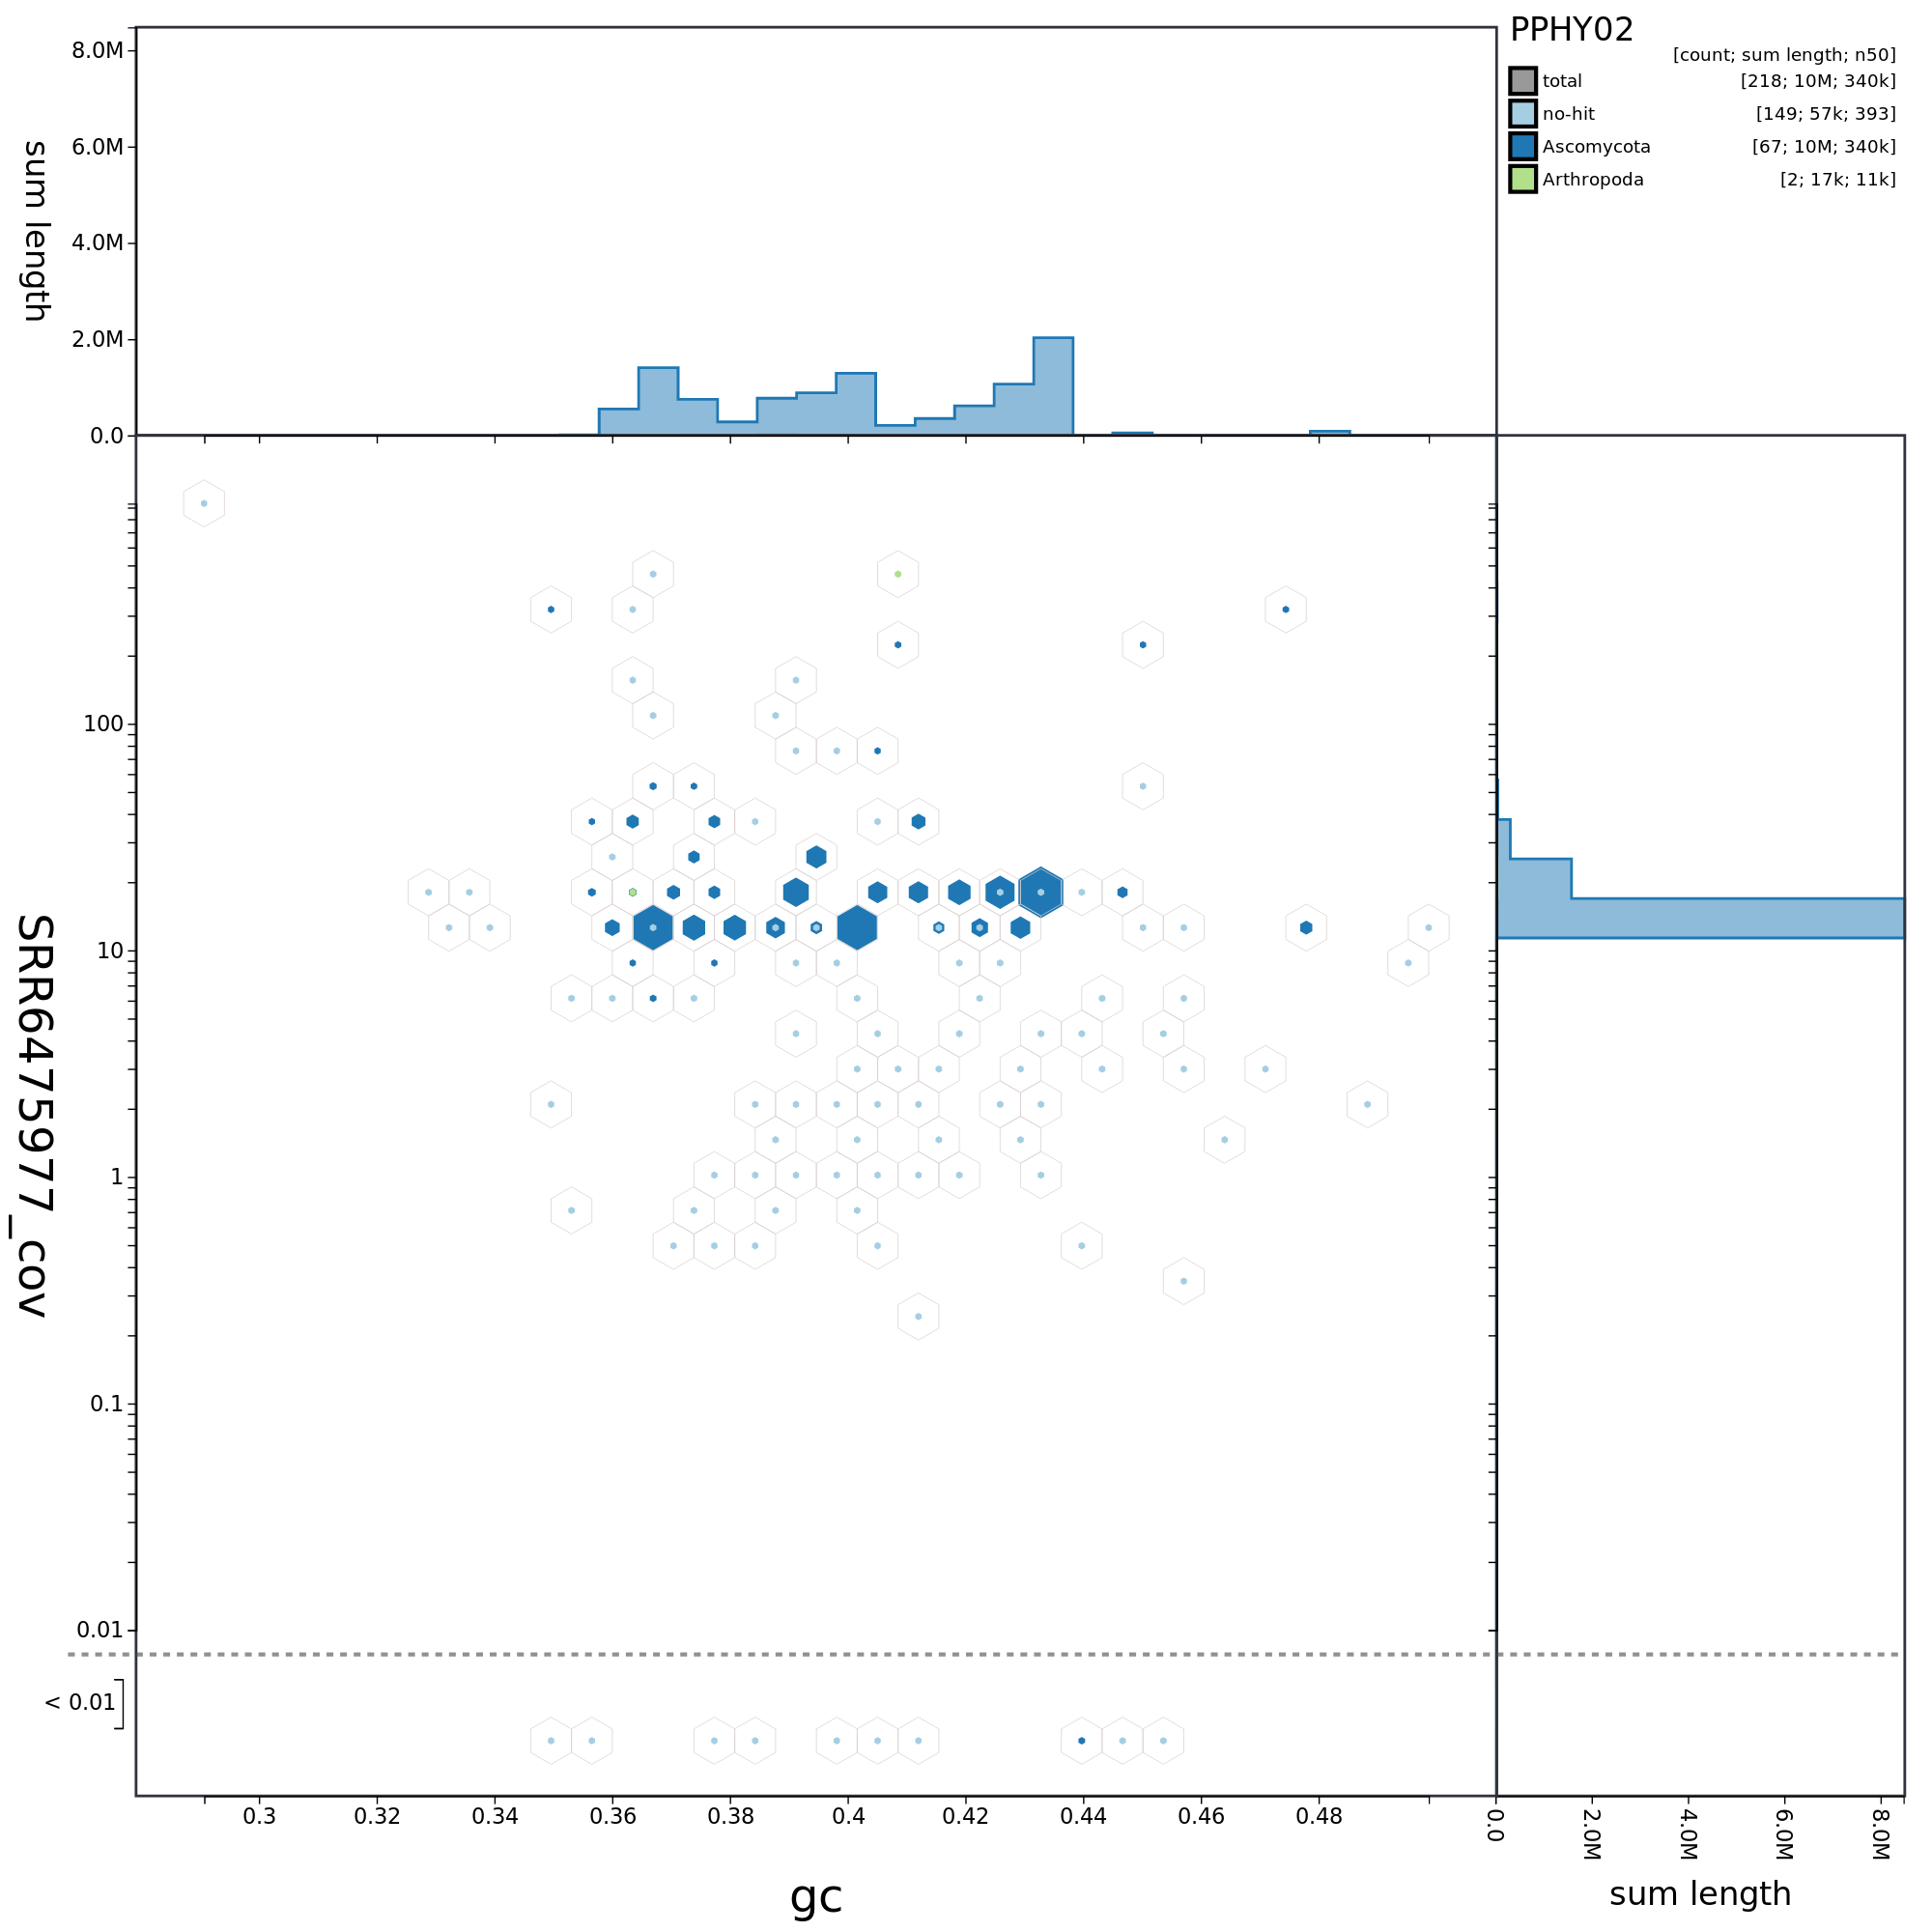 PPHY02
[count; sum length; n50]
total [218; 10M; 340k]
no-hit [149; 57k; 393]
Ascomycota [67; 10M; 340k]
Arthropoda [2; 17k; 11k]
sum length
8.0M
6.0M
4.0M
2.0M
0.0
SRR6475977_cov
100
10
1
0.1
0.01
< 0.01
0.3 0.32 0.34 0.36 0.38 0.4 0.42 0.44 0.46 0.48
gc
0.0 2.0M 4.0M 6.0M 8.0M
sum length